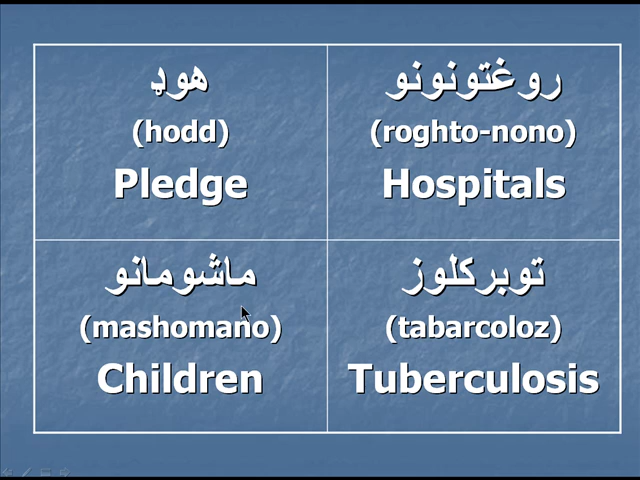 هوډ
(hodd)
Pledge
روغتونونو
(roghto-nono)
Hospitals
ماشومانو
(mashomano)
Children
توبرکلوز
(tabarcoloz)
Tuberculosis